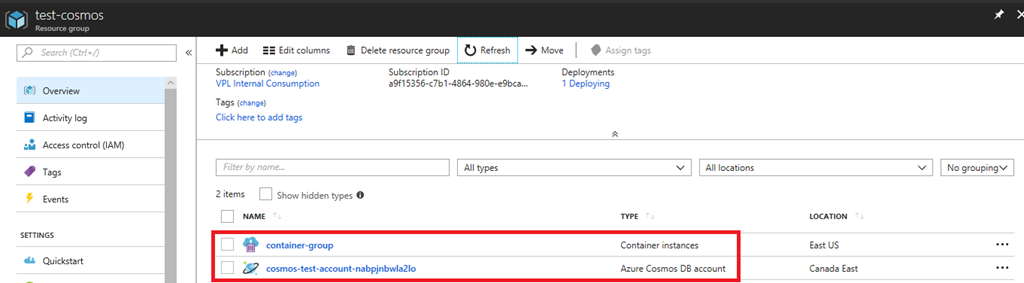 test-cosmos
Resource group
Search (Ctrl+/)
Overview
Activity log
Access control (IAM)
Tags
Events
SETTINGS
Quickstart
Add Edit columns Delete resource group Refresh Move Assign tags
Subscription (change) Subscription ID Deployments
VPL Internal Consumption a9f15356-c7b1-4864-980e-e9bca... 1 Deploying
Tags (change)
Click here to add tags
Filter by name... All types All locations No grouping
2 items Show hidden types
NAME TYPE LOCATION
container-group Container instances East US ...
cosmos-test-account-nabpjnbwla2lo Azure Cosmos DB account Canada East ...